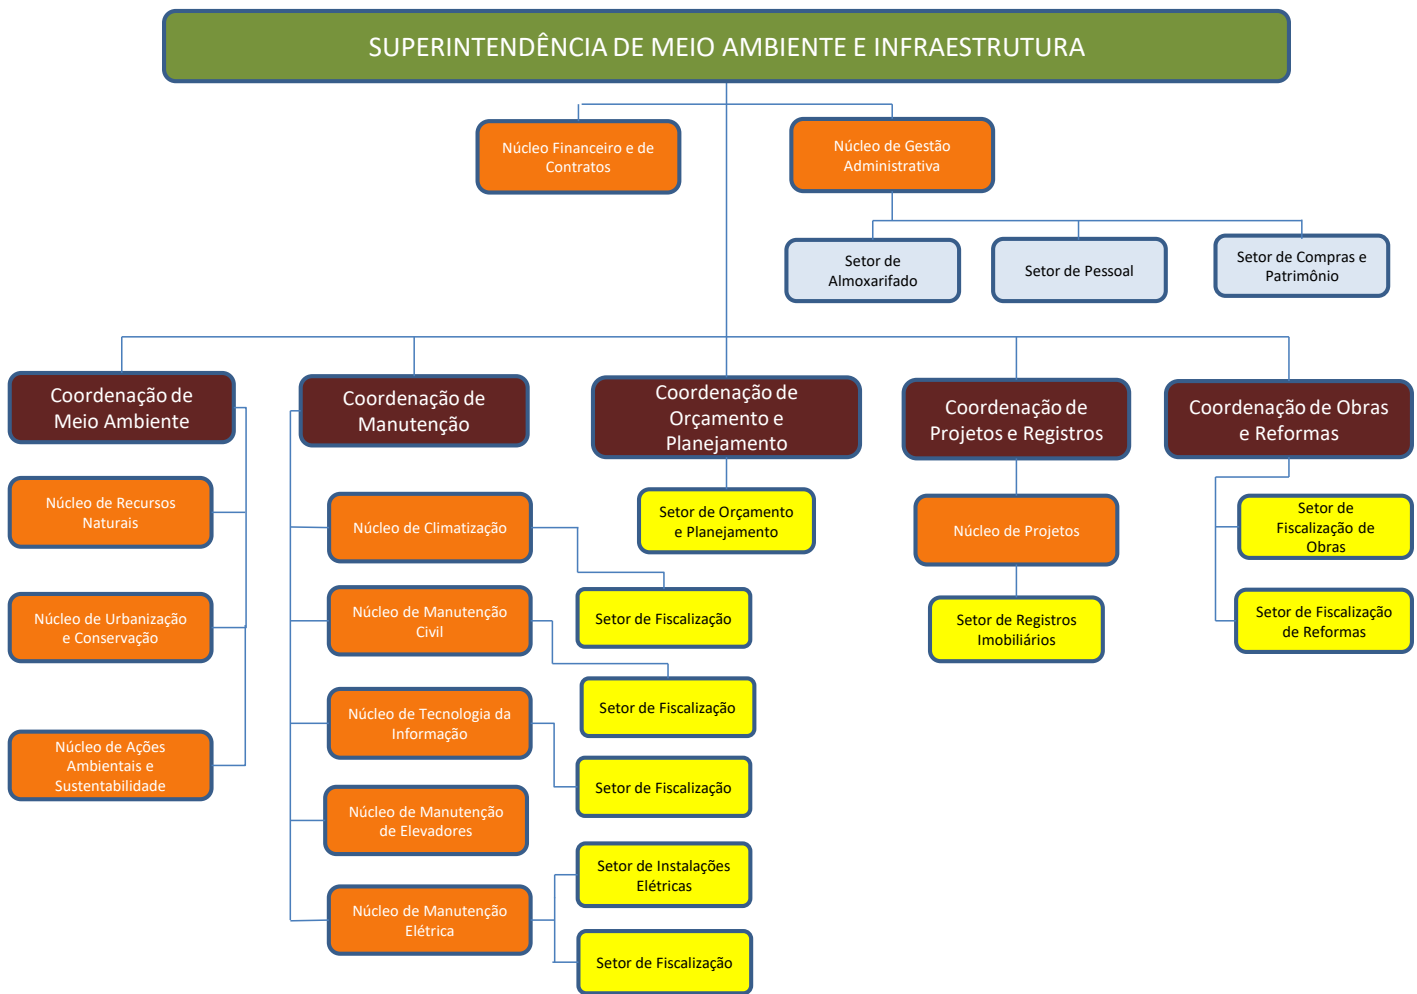 SUPERINTENDÊNCIA DE MEIO AMBIENTE E INFRAESTRUTURA
Núcleo Financeiro e de
Contratos
Núcleo de Gestão
Administrativa
Setor de
Almoxarifado
Setor de Pessoal
Setor de Compras e
Patrimônio
Coordenação de
Meio Ambiente
Coordenação de
Manutenção
Coordenação de
Orçamento e
Planejamento
Coordenação de
Projetos e Registros
Coordenação de Obras
e Reformas
Núcleo de Recursos
Naturais
Núcleo de Urbanização
e Conservação
Núcleo de Ações
Ambientais e
Sustentabilidade
Núcleo de Climatização
Setor de Fiscalização
Núcleo de Manutenção
Civil
Setor de Fiscalização
Núcleo de Tecnologia da
Informação
Setor de Fiscalização
Núcleo de Manutenção
de Elevadores
Núcleo de Manutenção
Elétrica
Setor de Instalações
Elétricas
Setor de Fiscalização
Setor de Orçamento
e Planejamento
Núcleo de Projetos
Setor de Registros
Imobiliários
Setor de
Fiscalização de
Obras
Setor de Fiscalização
de Reformas